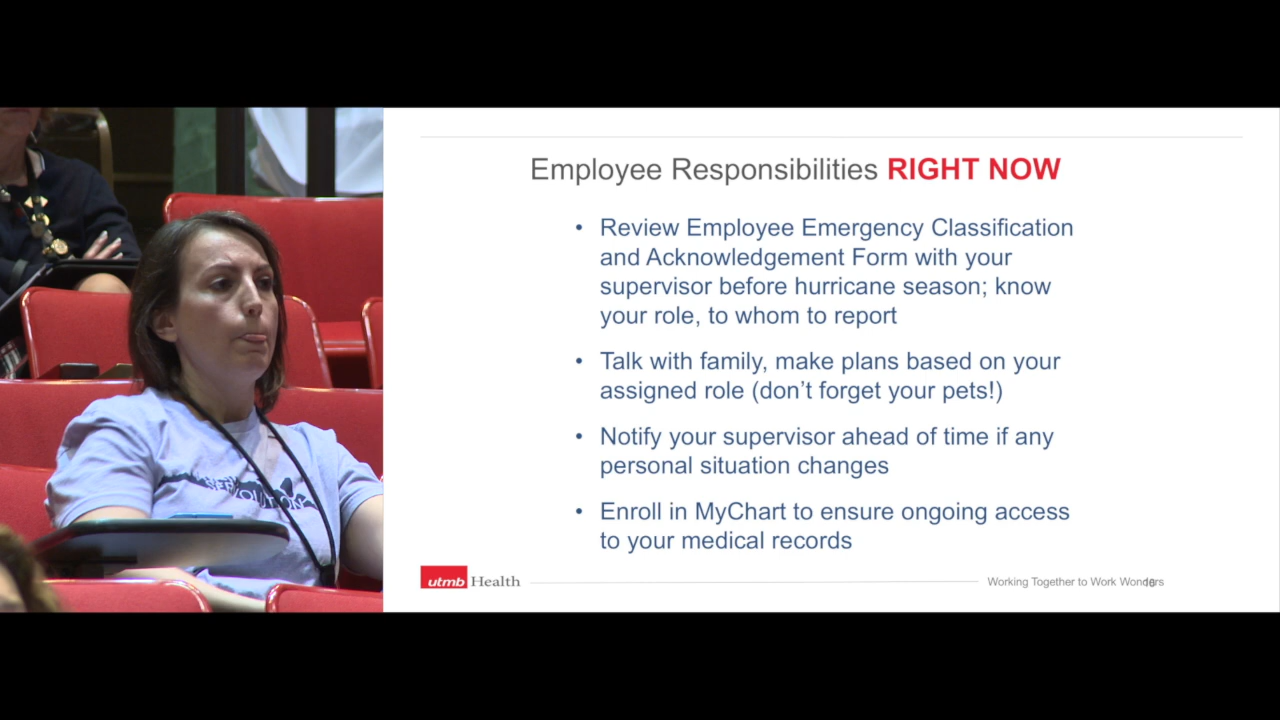 Employee Responsibilities RIGHT NOW
• Review Employee Emergency Classification
and Acknowledgement Form with your
supervisor before hurricane season; know
your role, to whom to report
• Talk with family, make plans based on your
assigned role (don’t forget your pets!)
• Notify your supervisor ahead of time if any
personal situation changes
• Enroll in MyChart to ensure ongoing access
to your medical records
utmb Health
Working Together to Work Wonders